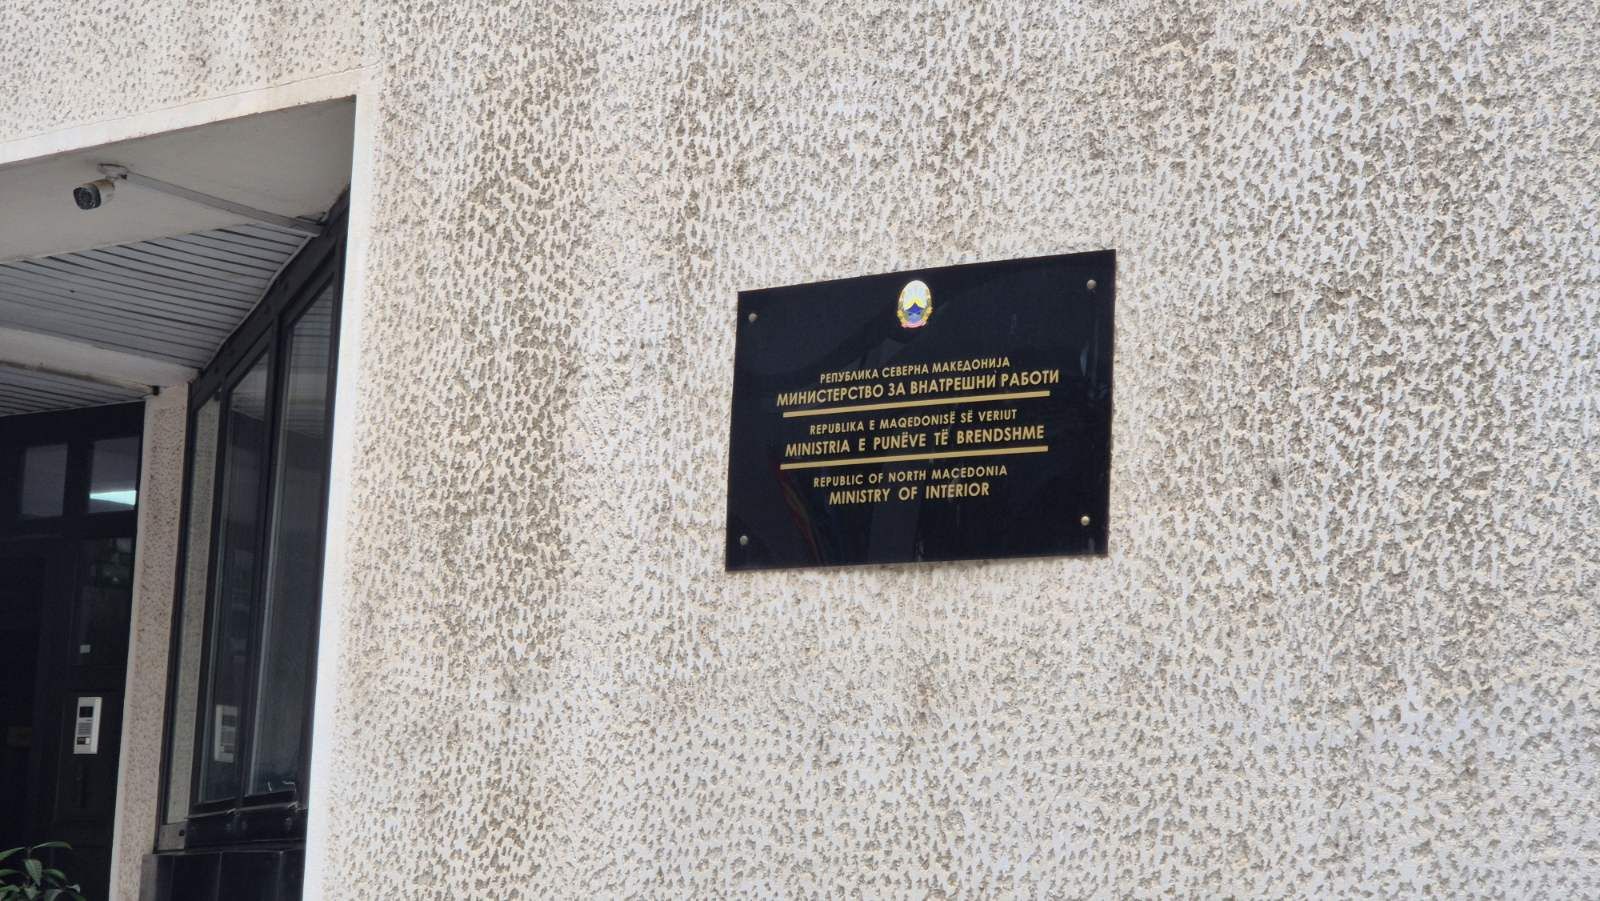 РЕПУБЛИКА СЕВЕРНА МАКЕДОНИЈА
МИНИСТЕРСТВО ЗА ВНАТРЕШНИ РАБОТИ
REPUBLIKA E MAQEDONISË SË VERIUT
MINISTRIA E PUNËVE TË BRENDSHME
REPUBLIC OF NORTH MACEDONIA
MINISTRY OF INTERIOR